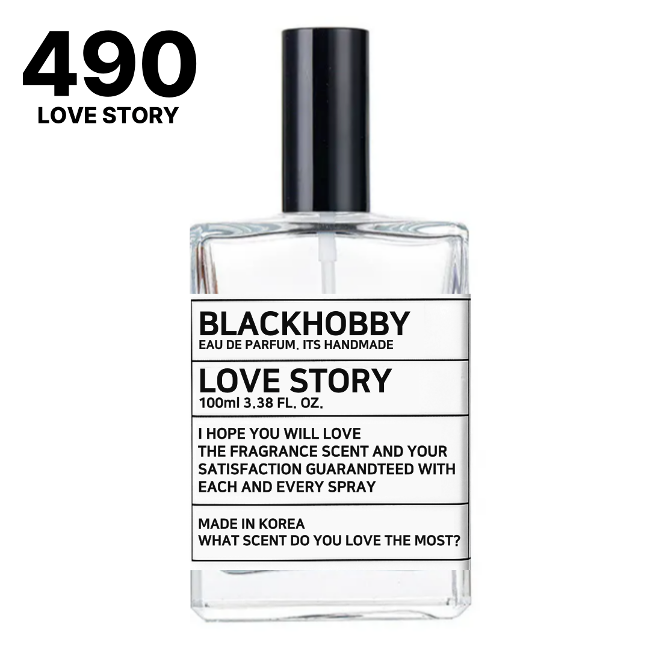 490
LOVE STORY
BLACKHOBBY
EAU DE PARFUM, ITS HANDMADE
LOVE STORY
100ml 3.38 FL. OZ.
I HOPE YOU WILL LOVE
THE FRAGRANCE SCENT AND YOUR
SATISFACTION GUARANDTEED WITH
EACH AND EVERY SPRAY
MADE IN KOREA
WHAT SCENT DO YOU LOVE THE MOST?